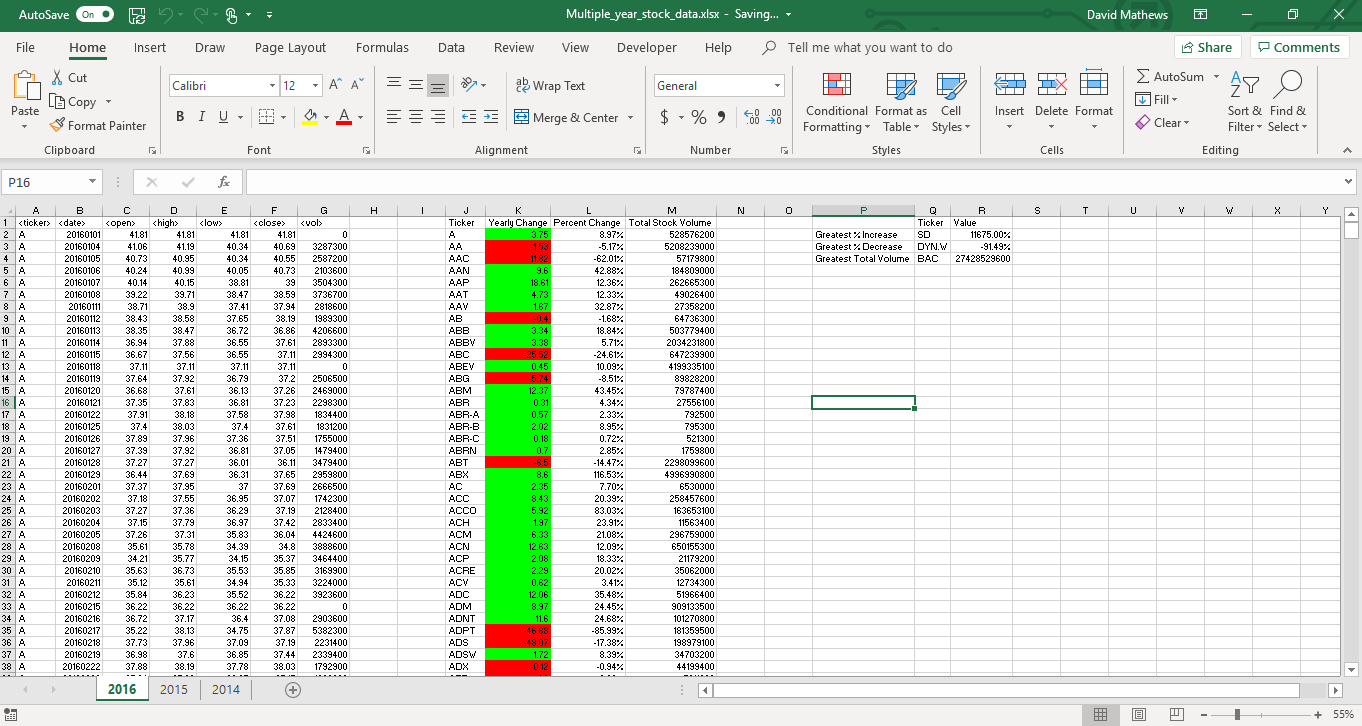 AutoSave On Multiple_year_stock_data.xlsx - Saving... David Mathews
File Home Insert Draw Page Layout Formulas Data Review View Developer Help Tell me what you want to do Share Comments
Cut Calibri 12 Wrap Text General AutoSum
Paste Copy Conditional Format as Cell Insert Delete Format Fill Sort & Find &
Format Painter B I U Merge & Center $ % Formatting Table Styles Clear Filter Select
Clipboard Font Alignment Number Styles Cells Editing
P16 fx
A B C D E F G H I J K L M N O P Q R S T U V W X Y
1 <ticker> <date> <open> <high> <low> <close> <vol> Ticker Yearly Change Percent Change Total Stock Volume Ticker Value
2 A 20160101 41.81 41.81 41.81 41.81 0 A 3.75 8.97% 528576200 Greatest % Increase SD 11675.00%
3 A 20160104 41.06 41.19 40.34 40.69 3287300 AA -1.53 -5.17% 5208239000 Greatest % Decrease DYN.W -91.49%
4 A 20160105 40.73 40.95 40.34 40.55 2587200 AAC -11.82 -62.01% 57179800 Greatest Total Volume BAC 27428529600
5 A 20160106 40.24 40.99 40.05 40.73 2103600 AAN 9.6 42.88% 184809000
6 A 20160107 40.14 40.15 38.81 39 3504300 AAP 18.61 12.36% 262665300
7 A 20160108 39.22 39.71 38.47 38.59 3736700 AAT 4.73 12.33% 49026400
8 A 20160111 38.71 38.9 37.41 37.94 2818600 AAV 1.67 32.87% 27358200
9 A 20160112 38.43 38.58 37.65 38.19 1989300 AB -0.4 -1.68% 64736300
10 A 20160113 38.35 38.47 36.72 36.86 4206600 ABB 3.34 18.84% 503779400
11 A 20160114 36.94 37.88 36.55 37.61 2893300 ABBV 3.38 5.71% 2034231800
12 A 20160115 36.67 37.56 36.55 37.11 2994300 ABC -25.52 -24.61% 647239900
13 A 20160118 37.11 37.11 37.11 37.11 0 ABEV 0.45 10.09% 4199335100
14 A 20160119 37.64 37.92 36.79 37.2 2506500 ABG -5.74 -8.51% 89828200
15 A 20160120 36.68 37.61 36.13 37.26 2469000 ABM 12.37 43.45% 79787400
16 A 20160121 37.35 37.83 36.81 37.23 2298300 ABR 0.31 4.34% 27556100
17 A 20160122 37.91 38.18 37.58 37.98 1834400 ABR-A 0.57 2.33% 792500
18 A 20160125 37.4 38.03 37.4 37.61 1831200 ABR-B 2.02 8.95% 795300
19 A 20160126 37.89 37.96 37.36 37.51 1755000 ABR-C 0.18 0.72% 521300
20 A 20160127 37.39 37.92 36.81 37.05 1479400 ABRN 0.7 2.85% 1759800
21 A 20160128 37.27 37.27 36.01 36.11 3479400 ABT -6.5 -14.47% 2298099600
22 A 20160129 36.44 37.69 36.31 37.65 2959800 ABX 8.6 116.53% 4996990800
23 A 20160201 37.37 37.95 37 37.69 2666500 AC 2.35 7.70% 6530000
24 A 20160202 37.18 37.55 36.95 37.07 1742300 ACC 8.43 20.39% 258457600
25 A 20160203 37.27 37.36 36.29 37.19 2128400 ACCO 5.92 83.03% 163653100
26 A 20160204 37.15 37.79 36.97 37.42 2833400 ACH 1.97 23.91% 11563400
27 A 20160205 37.26 37.31 35.83 36.04 4424600 ACM 6.33 21.08% 296759000
28 A 20160208 35.61 35.78 34.39 34.8 3888600 ACN 12.63 12.09% 650155300
29 A 20160209 34.21 35.77 34.15 35.37 3464400 ACP 2.08 18.33% 21179200
30 A 20160210 35.63 36.73 35.53 35.85 3169900 ACRE 2.29 20.02% 35062000
31 A 20160211 35.12 35.61 34.94 35.33 3224000 ACV 0.62 3.41% 12734300
32 A 20160212 35.84 36.23 35.52 36.22 3923600 ADC 12.06 35.48% 51966400
33 A 20160215 36.22 36.22 36.22 36.22 0 ADM 8.97 24.45% 909133500
34 A 20160216 36.72 37.17 36.4 37.08 2903600 ADNT 11.6 24.68% 101270800
35 A 20160217 35.22 38.13 34.75 37.87 5382300 ADPT -46.88 -85.99% 181359500
36 A 20160218 37.73 37.96 37.09 37.19 2231400 ADS -48.07 -17.38% 198979100
37 A 20160219 36.98 37.6 36.85 37.44 2339400 ADSW 1.72 8.39% 34703200
38 A 20160222 37.88 38.19 37.78 38.03 1792900 ADX -0.12 -0.94% 44199400
2016 2015 2014
55%